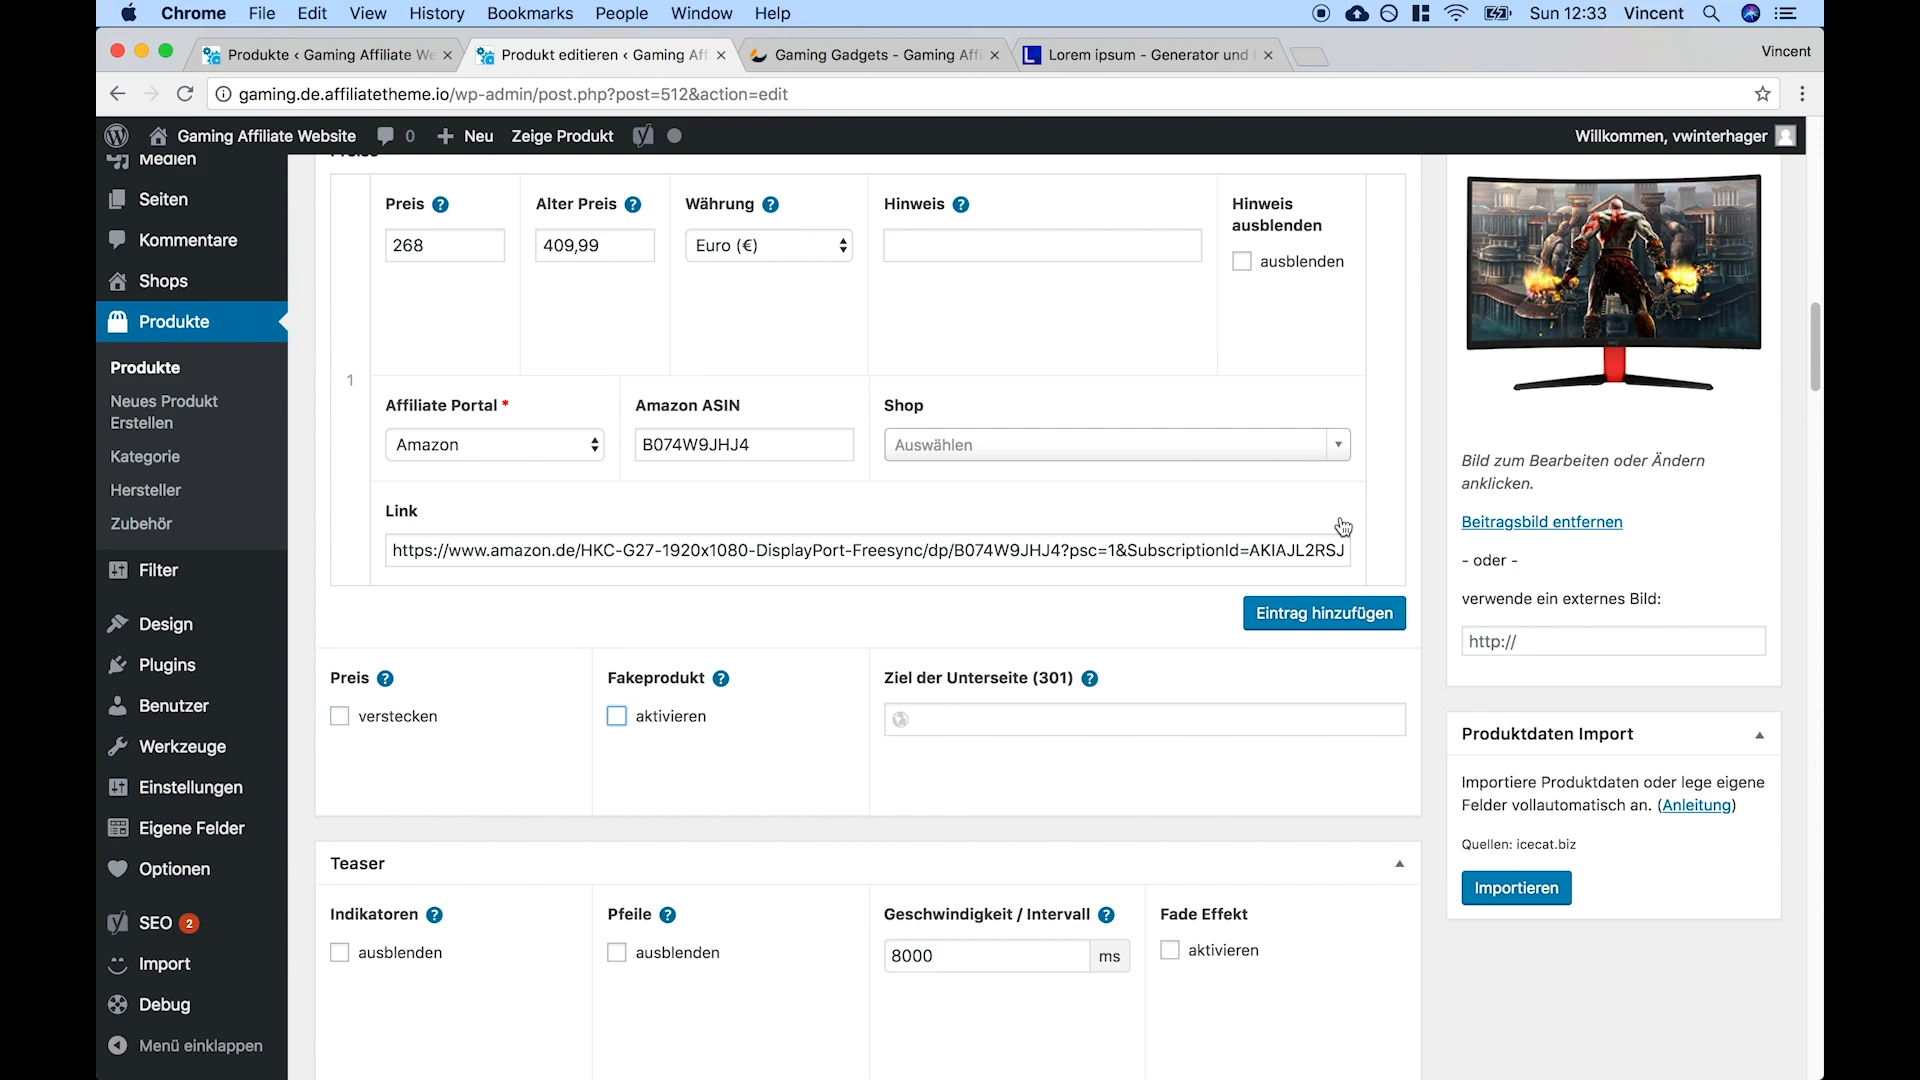 Chrome File Edit View History Bookmarks People Window Help Sun 12:33 Vincent
Produkte ‹ Gaming Affiliate We Produkt editieren ‹ Gaming Aff Gaming Gadgets - Gaming Affi Lorem ipsum - Generator und Vincent
gaming.de.affiliatetheme.io/wp-admin/post.php?post=512&action=edit
Gaming Affiliate Website 0 Neu Zeige Produkt Willkommen, vwinterhager
Medien
Seiten
Kommentare
Shops
Produkte
Produkte
Neues Produkt
Erstellen
Kategorie
Hersteller
Zubehör
Filter
Design
Plugins
Benutzer
Werkzeuge
Einstellungen
Eigene Felder
Optionen
SEO 2
Import
Debug
Menü einklappen
Preis ? Alter Preis ? Währung ? Hinweis ? Hinweis
ausblenden
268 409,99 Euro (€)
ausblenden
1
Affiliate Portal * Amazon ASIN Shop
Amazon B074W9JHJ4 Auswählen
Link
https://www.amazon.de/HKC-G27-1920x1080-DisplayPort-Freesync/dp/B074W9JHJ4?psc=1&SubscriptionId=AKIAJL2RSJ
Eintrag hinzufügen
Preis ? Fakeprodukt ? Ziel der Unterseite (301) ?
verstecken aktivieren
Teaser
Indikatoren ? Pfeile ? Geschwindigkeit / Intervall ? Fade Effekt
ausblenden ausblenden 8000 ms aktivieren
Bild zum Bearbeiten oder Ändern
anklicken.
Beitragsbild entfernen
- oder -
verwende ein externes Bild:
http://
Produktdaten Import
Importiere Produktdaten oder lege eigene
Felder vollautomatisch an. (Anleitung)
Quellen: icecat.biz
Importieren